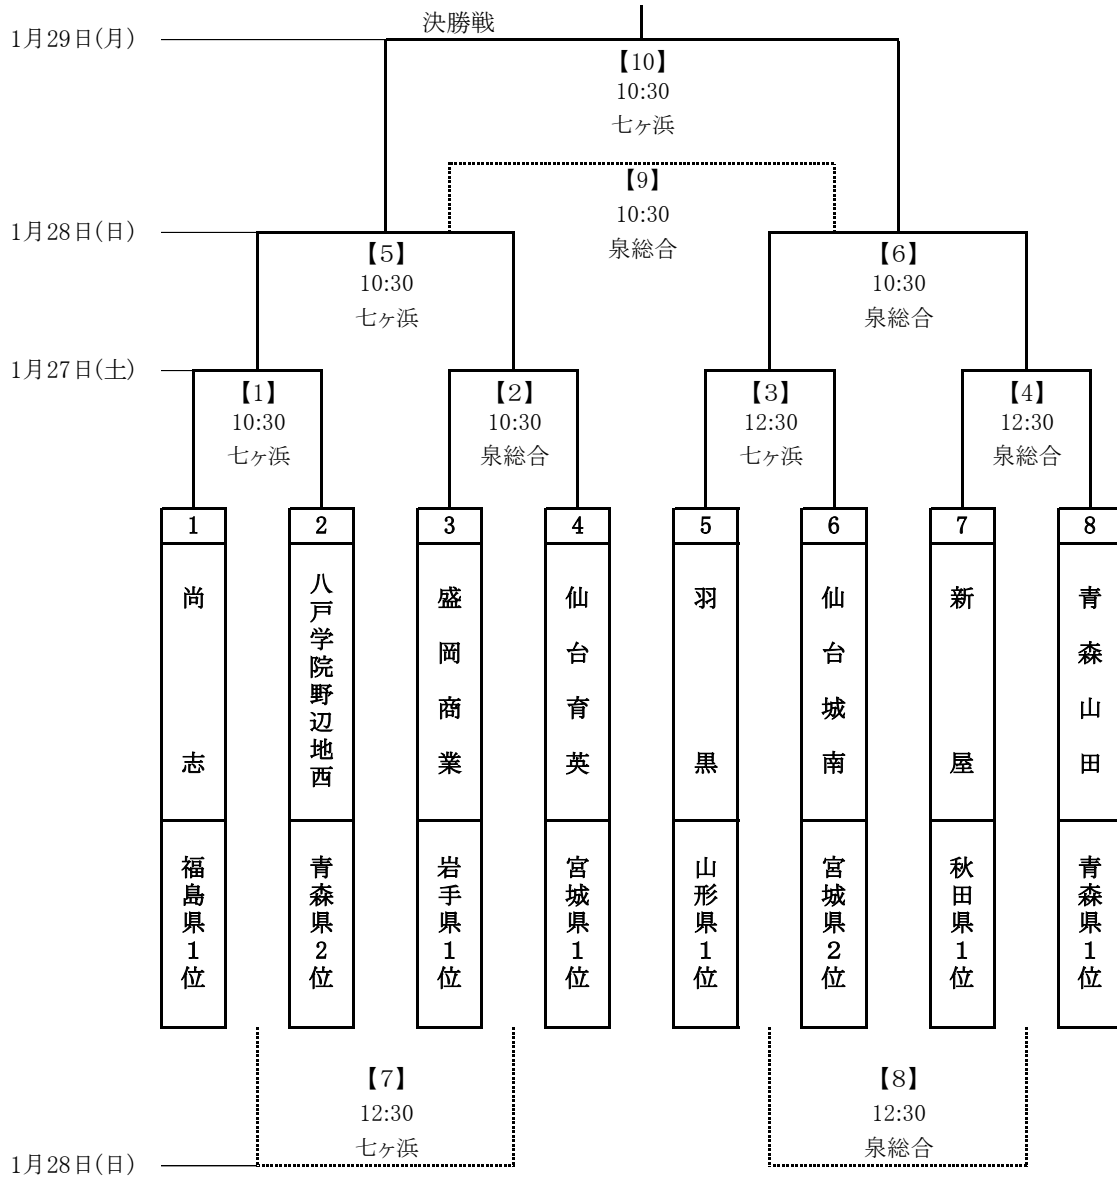 決勝戦
1月29日(月)
【10】
10:30
七ヶ浜
【9】
10:30
泉総合
1月28日(日)
【5】
10:30
七ヶ浜
【6】
10:30
泉総合
1月27日(土)
【1】
10:30
七ヶ浜
【2】
10:30
泉総合
【3】
12:30
七ヶ浜
【4】
12:30
泉総合
1
尚志
福島県1位
2
八戸学院野辺地西
青森県2位
3
盛岡商業
岩手県1位
4
仙台育英
宮城県1位
5
羽黒
山形県1位
6
仙台城南
宮城県2位
7
新屋
秋田県1位
8
青森山田
青森県1位
【7】
12:30
七ヶ浜
【8】
12:30
泉総合
1月28日(日)